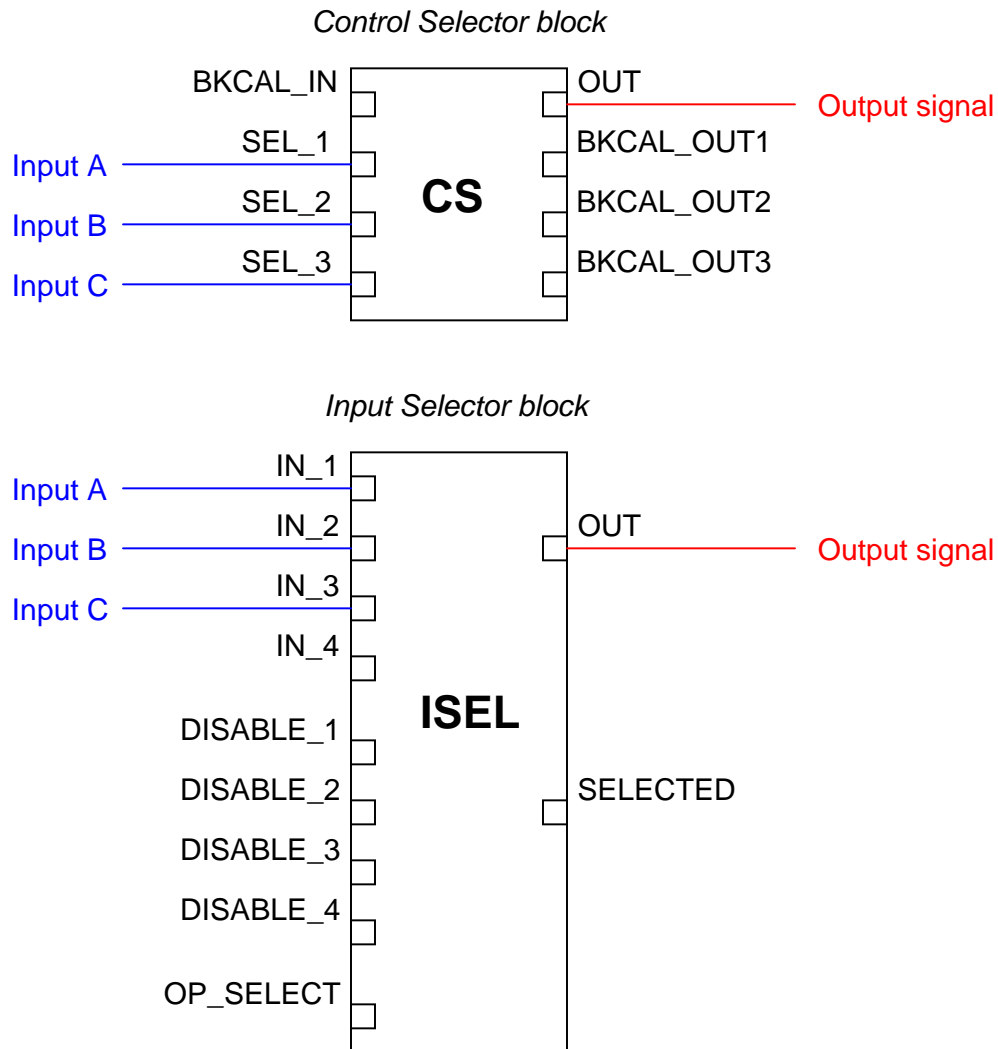 Control Selector block
BKCAL_IN
OUT
Output signal
SEL_1
BKCAL_OUT1
Input A
CS
SEL_2
BKCAL_OUT2
Input B
SEL_3
BKCAL_OUT3
Input C
Input Selector block
IN_1
Input A
IN_2
OUT
Input B
Output signal
IN_3
Input C
IN_4
ISEL
DISABLE_1
DISABLE_2
SELECTED
DISABLE_3
DISABLE_4
OP_SELECT